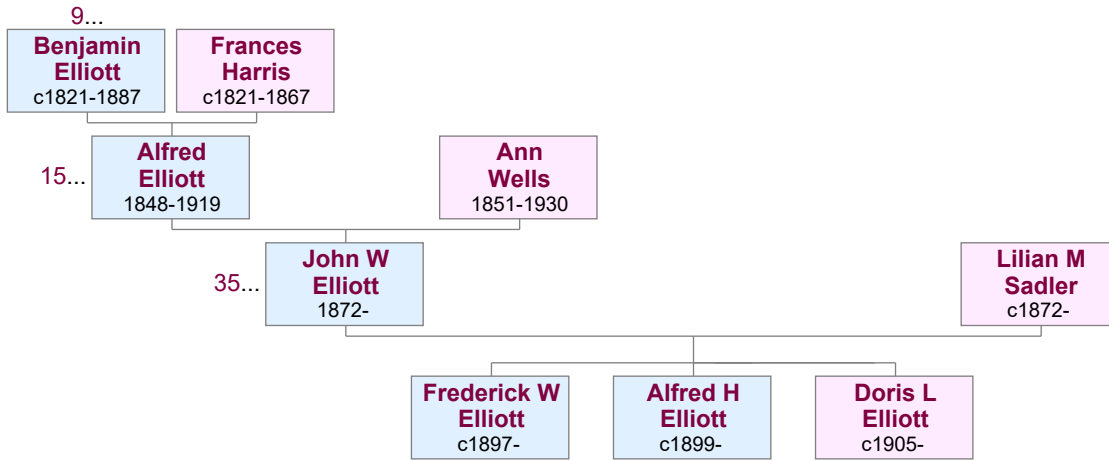 9...
Benjamin
Elliott
c1821-1887
Frances
Harris
c1821-1867
15...
Alfred
Elliott
1848-1919
Ann
Wells
1851-1930
35...
John W
Elliott
1872-
Lilian M
Sadler
c1872-
Frederick W
Elliott
c1897-
Alfred H
Elliott
c1899-
Doris L
Elliott
c1905-